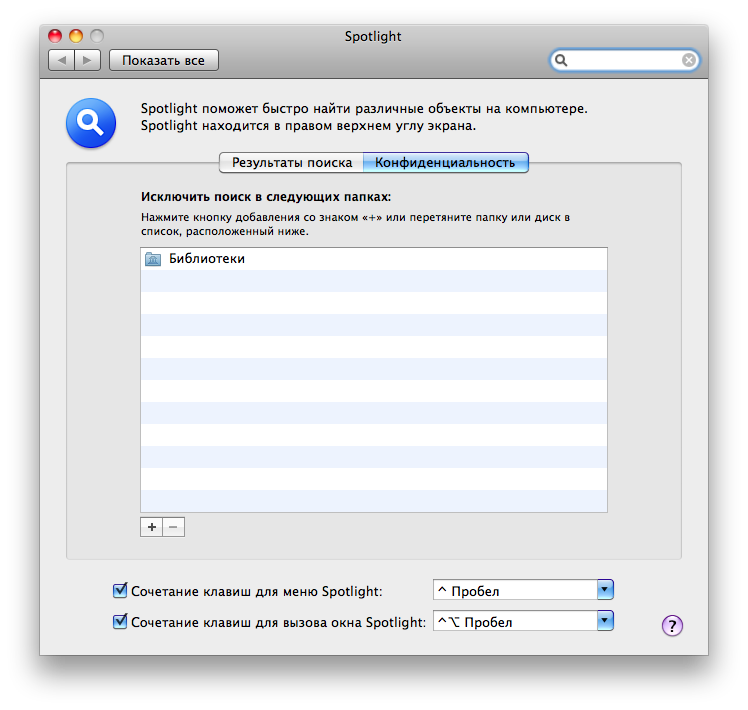 Spotlight
Показать все
Spotlight поможет быстро найти различные объекты на компьютере.
Spotlight находится в правом верхнем углу экрана.
Результаты поиска
Конфиденциальность
Исключить поиск в следующих папках:
Нажмите кнопку добавления со знаком «+» или перетяните папку или диск в
список, расположенный ниже.
Библиотеки
+ −
Сочетание клавиш для меню Spotlight: ^ Пробел
Сочетание клавиш для вызова окна Spotlight: ^⌥ Пробел
?